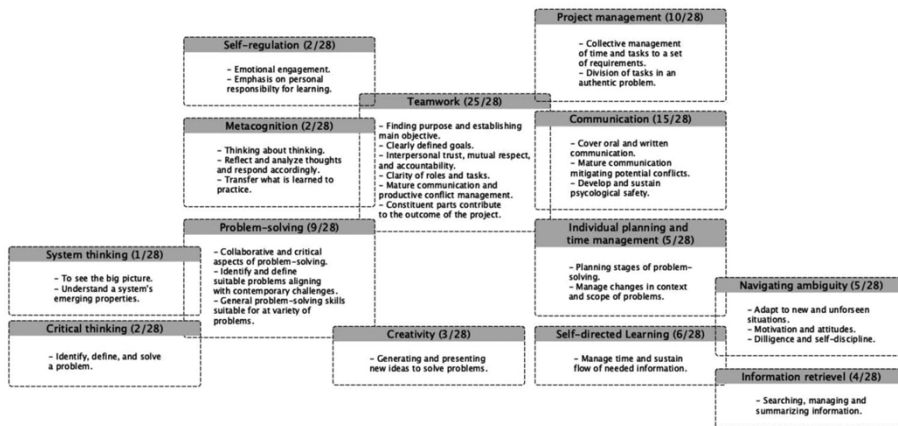 Project management (10/28)
- Collective management
of time and tasks to a set
of requirements.
- Division of tasks in an
authentic problem.
Self-regulation (2/28)
- Emotional engagement.
- Emphasis on personal
responsibilty for learning.
Teamwork (25/28)
- Finding purpose and establishing
main objective.
- Clearly defined goals.
- Interpersonal trust, mutual respect,
and accountability.
- Clarity of roles and tasks.
- Mature communication and
productive conflict management.
- Constituent parts contribute
to the outcome of the project.
Metacognition (2/28)
- Thinking about thinking.
- Reflect and analyze thoughts
and respond accordingly.
- Transfer what is learned to
practice.
Communication (15/28)
- Cover oral and written
communication.
- Mature communication
mitigating potential conflicts.
- Develop and sustain
psycological safety.
Problem-solving (9/28)
- Collaborative and critical
aspects of problem-solving.
- Identify and define
suitable problems aligning
with contemporary challenges.
- General problem-solving skills
suitable for at variety of
problems.
Individual planning and
time management (5/28)
- Planning stages of problem-
solving.
- Manage changes in context
and scope of problems.
System thinking (1/28)
- To see the big picture.
- Understand a system's
emerging properties.
Navigating ambiguity (5/28)
- Adapt to new and unforseen
situations.
- Motivation and attitudes.
- Dilligence and self-discipline.
Critical thinking (2/28)
- Identify, define, and solve
a problem.
Creativity (3/28)
- Generating and presenting
new ideas to solve problems.
Self-directed Learning (6/28)
- Manage time and sustain
flow of needed information.
Information retrievel (4/28)
- Searching, managing and
summarizing information.